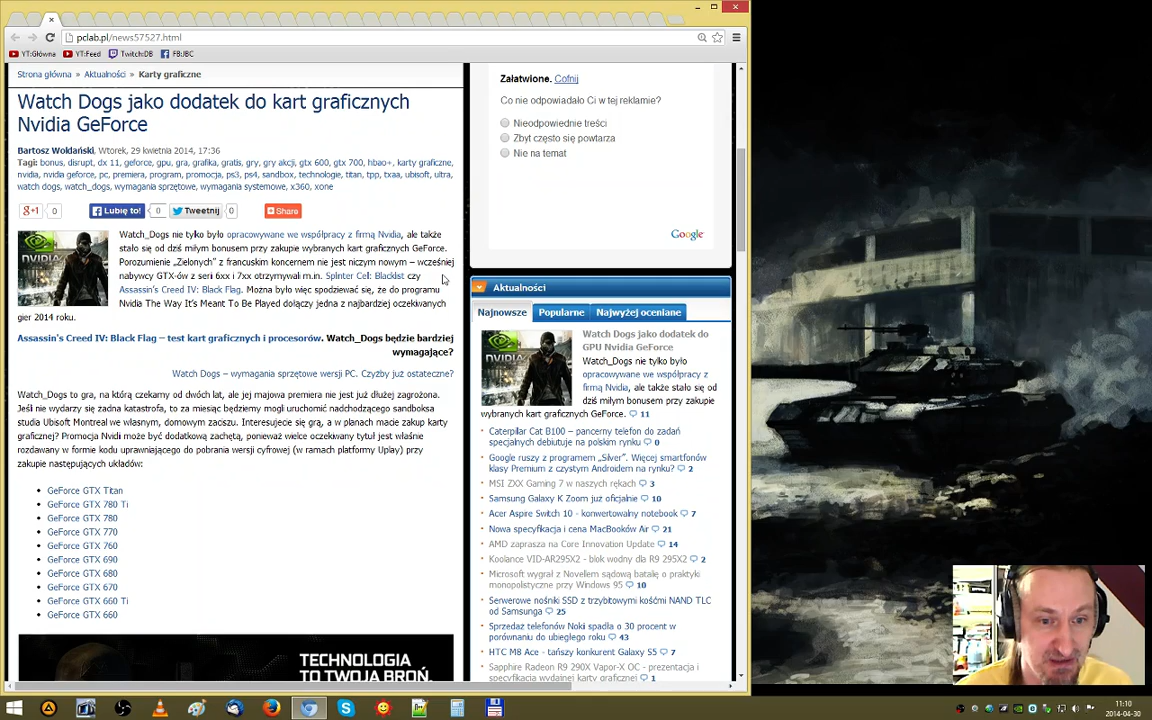 pclab.pl/news57527.html
YT:Główna
YT:Feed
Twitch:DB
FB:JBC
Strona główna » Aktualności » Karty graficzne
Watch Dogs jako dodatek do kart graficznych
Nvidia GeForce
Bartosz Woldański, Wtorek, 29 kwietnia 2014, 17:36
Tagi: bonus, disrupt, dx 11, geforce, gpu, gra, grafika, gratis, gry, gry akcji, gtx 600, gtx 700, hbao+, karty graficzne,
nvidia, nvidia geforce, pc, premiera, program, promocja, ps3, ps4, sandbox, technologie, titan, tpp, txaa, ubisoft, ultra,
watch dogs, watch_dogs, wymagania sprzętowe, wymagania systemowe, x360, xone
g+1 0
Lubię to! 0
Tweetnij 0
Share
Watch_Dogs nie tylko było opracowywane we współpracy z firmą Nvidia, ale także
stało się od dziś miłym bonusem przy zakupie wybranych kart graficznych GeForce.
Porozumienie „Zielonych” z francuskim koncernem nie jest niczym nowym – wcześniej
nabywcy GTX-ów z serii 6xx i 7xx otrzymywali m.in. Splnter Cel: Blacklist czy
Assassin's Creed IV: Black Flag. Można było więc spodziewać się, że do programu
Nvidia The Way It's Meant To Be Played dołączy jedna z najbardziej oczekiwanych
gier 2014 roku.
Assassin's Creed IV: Black Flag – test kart graficznych i procesorów. Watch_Dogs będzie bardziej
wymagające?
Watch Dogs – wymagania sprzętowe wersji PC. Czyżby już ostateczne?
Watch_Dogs to gra, na którą czekamy od dwóch lat, ale jej majowa premiera nie jest już dłużej zagrożona.
Jeśli nie wydarzy się żadna katastrofa, to za miesiąc będziemy mogli uruchomić nadchodzącego sandboksa
studia Ubisoft Montreal we własnym, domowym zaciszu. Interesujecie się grą, a w planach macie zakup karty
graficznej? Promocja Nvidi może być dodatkową zachętą, ponieważ wielce oczekiwany tytuł jest właśnie
rozdawany w formie kodu uprawniającego do pobrania wersji cyfrowej (w ramach platformy Uplay) przy
zakupie następujących układów:
GeForce GTX Titan
GeForce GTX 780 Ti
GeForce GTX 780
GeForce GTX 770
GeForce GTX 760
GeForce GTX 690
GeForce GTX 680
GeForce GTX 670
GeForce GTX 660 Ti
GeForce GTX 660
TECHNOLOGIA
TO TWOJA BROŃ.
Załatwione. Cofnij
Co nie odpowiadało Ci w tej reklamie?
Nieodpowiednie treści
Zbyt często się powtarza
Nie na temat
Google
Aktualności
Najnowsze Popularne Najwyżej oceniane
NVIDIA
Watch Dogs jako dodatek do
GPU Nvidia GeForce
Watch_Dogs nie tylko było
opracowywane we współpracy z
firmą Nvidia, ale także stało się od
dziś miłym bonusem przy zakupie
wybranych kart graficznych GeForce. 11
Caterpilar Cat B100 – pancerny telefon do zadań
specjalnych debiutuje na polskim rynku 0
Google ruszy z programem „Silver”. Więcej smartfonów
klasy Premium z czystym Androidem na rynku? 2
MSI ZXX Gaming 7 w naszych rękach 3
Samsung Galaxy K Zoom już oficjalnie 10
Acer Aspire Switch 10 - konwertowalny notebook 7
Nowa specyfikacja i cena MacBooków Air 21
AMD zaprasza na Core Innovation Update 14
Koolance VID-AR295X2 - blok wodny dla R9 295X2 2
Microsoft wygrał z Novellem sądową batalię o praktyki
monopolistyczne przy Windows 95 10
Serwerowe nośniki SSD z trzybitowymi kośćmi NAND TLC
od Samsunga 25
Sprzedaż telefonów Noki spadła o 30 procent w
porównaniu do ubiegłego roku 43
HTC M8 Ace - tańszy konkurent Galaxy S5 7
Sapphire Radeon R9 290X Vapor-X OC - prezentacja i
specyfikacja wydajnej karty graficznej 1
11:10
2014-04-30